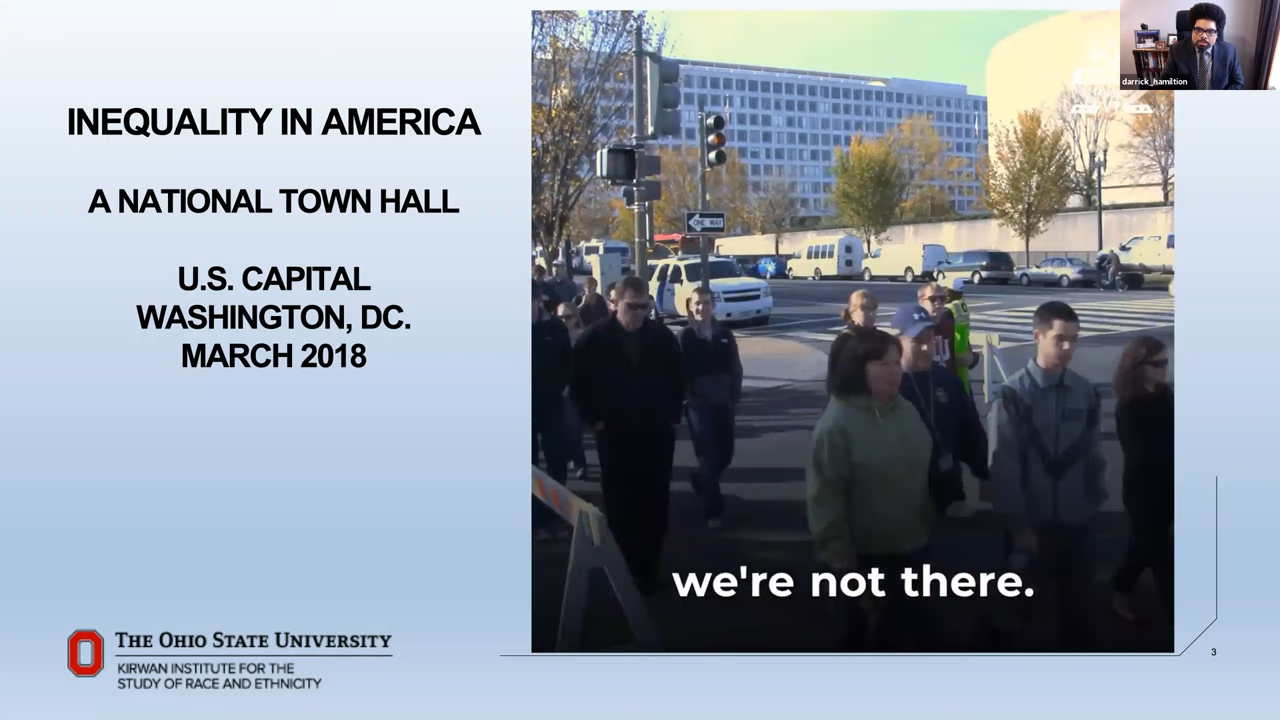 INEQUALITY IN AMERICA
A NATIONAL TOWN HALL
U.S. CAPITAL
WASHINGTON, DC.
MARCH 2018
THE OHIO STATE UNIVERSITY
KIRWAN INSTITUTE FOR THE
STUDY OF RACE AND ETHNICITY
ONE WAY
we're not there.
darrick_hamilton
3